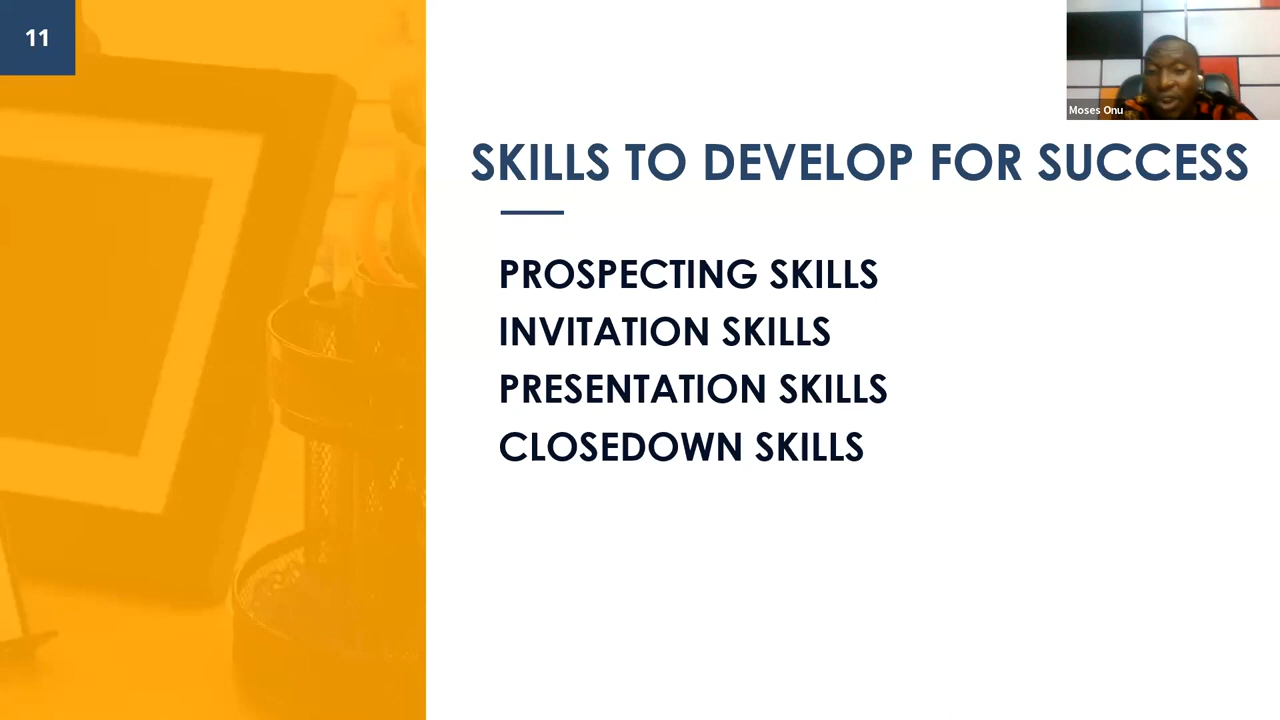 11
Moses Onu
SKILLS TO DEVELOP FOR SUCCESS
PROSPECTING SKILLS
INVITATION SKILLS
PRESENTATION SKILLS
CLOSEDOWN SKILLS